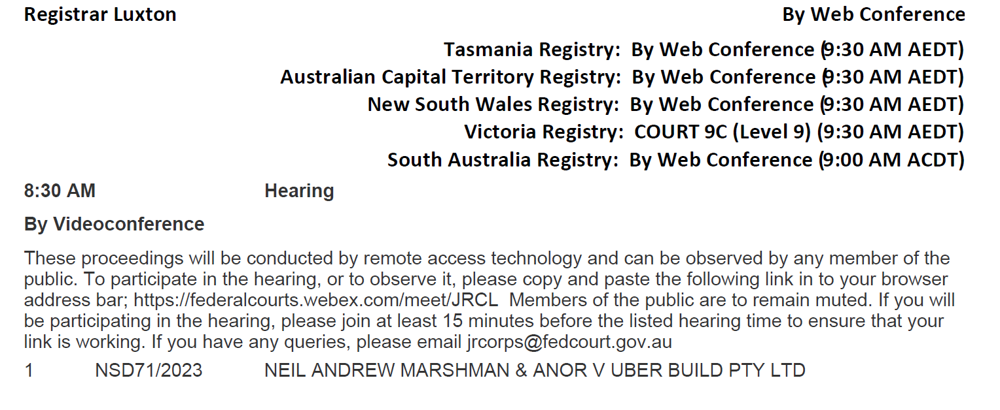 Registrar Luxton By Web Conference
Tasmania Registry: By Web Conference (9:30 AM AEDT)
Australian Capital Territory Registry: By Web Conference (9:30 AM AEDT)
New South Wales Registry: By Web Conference (9:30 AM AEDT)
Victoria Registry: COURT 9C (Level 9) (9:30 AM AEDT)
South Australia Registry: By Web Conference (9:00 AM ACDT)
8:30 AM Hearing
By Videoconference
These proceedings will be conducted by remote access technology and can be observed by any member of the
public. To participate in the hearing, or to observe it, please copy and paste the following link in to your browser
address bar; https://federalcourts.webex.com/meet/JRCL Members of the public are to remain muted. If you will
be participating in the hearing, please join at least 15 minutes before the listed hearing time to ensure that your
link is working. If you have any queries, please email jrcorps@fedcourt.gov.au
1 NSD71/2023 NEIL ANDREW MARSHMAN & ANOR V UBER BUILD PTY LTD